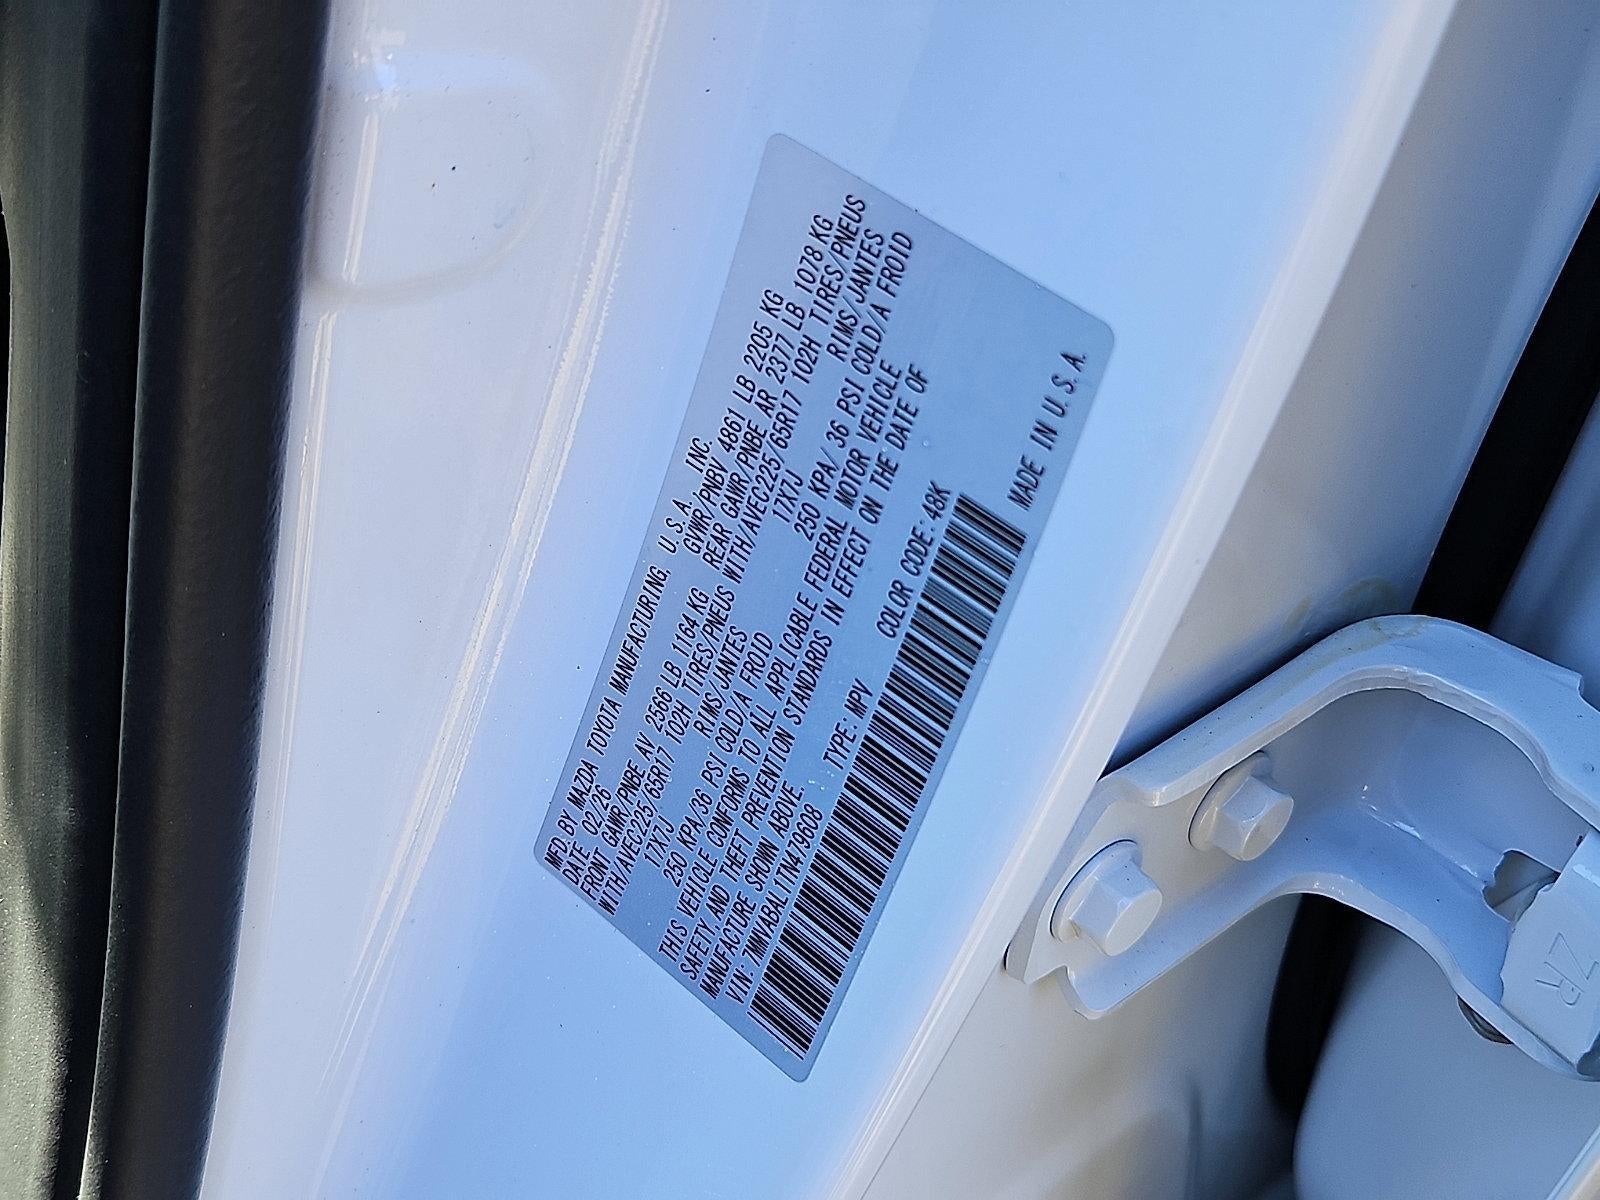 MFD. BY MAZDA TOYOTA MANUFACTURING, U.S.A. INC.
DATE 02/26 GVWR/PNBV 4861 LB 2205 KG
FRONT GAWR/PNBE AV 2566 LB 1164 KG REAR GAWR/PNBE AR 2377 LB 1078 KG
WITH/AVEC225/65R17 102H TIRES/PNEUS WITH/AVEC225/65R17 102H TIRES/PNEUS
17X7J RIMS/JANTES 17X7J RIMS/JANTES
250 KPA/36 PSI COLD/A FROID 250 KPA/ 36 PSI COLD/A FROID
THIS VEHICLE CONFORMS TO ALL APPLICABLE FEDERAL MOTOR VEHICLE
SAFETY, AND THEFT PREVENTION STANDARDS IN EFFECT ON THE DATE OF
MANUFACTURE SHOWN ABOVE.
VIN: 7MMVABAL1TN479608 TYPE: MPV COLOR CODE: 48K
MADE IN U.S.A.
ZR